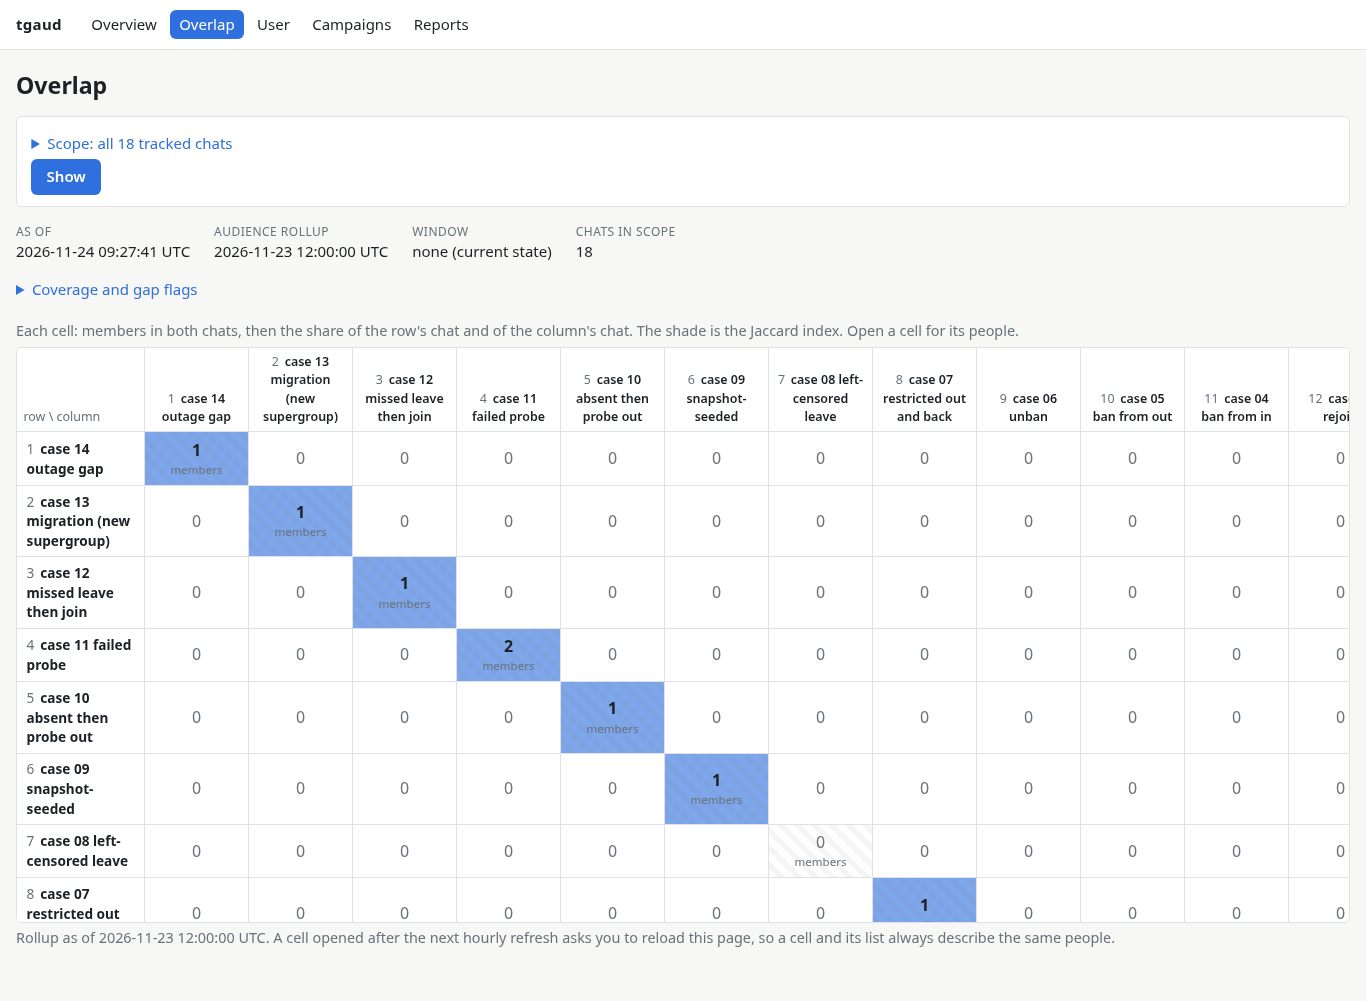 tgaud Overview Overlap User Campaigns Reports
Overlap
Scope: all 18 tracked chats
Show
AS OF AUDIENCE ROLLUP WINDOW CHATS IN SCOPE
2026-11-24 09:27:41 UTC 2026-11-23 12:00:00 UTC none (current state) 18
Coverage and gap flags
Each cell: members in both chats, then the share of the row's chat and of the column's chat. The shade is the Jaccard index. Open a cell for its people.
row \ column
1 case 14
outage gap
2 case 13
migration
(new
supergroup)
3 case 12
missed leave
then join
4 case 11
failed probe
5 case 10
absent then
probe out
6 case 09
snapshot-
seeded
7 case 08 left-
censored
leave
8 case 07
restricted out
and back
9 case 06
unban
10 case 05
ban from out
11 case 04
ban from in
12 cas
rejoi
1 case 14
outage gap
1
members
0 0 0 0 0 0 0 0 0 0 0
2 case 13
migration (new
supergroup)
0
1
members
0 0 0 0 0 0 0 0 0 0
3 case 12
missed leave
then join
0 0
1
members
0 0 0 0 0 0 0 0 0
4 case 11 failed
probe
0 0 0
2
members
0 0 0 0 0 0 0 0
5 case 10
absent then
probe out
0 0 0 0
1
members
0 0 0 0 0 0 0
6 case 09
snapshot-
seeded
0 0 0 0 0
1
members
0 0 0 0 0 0
7 case 08 left-
censored leave
0 0 0 0 0 0
0
members
0 0 0 0 0
8 case 07
restricted out
0 0 0 0 0 0 0
1
0 0 0 0
Rollup as of 2026-11-23 12:00:00 UTC. A cell opened after the next hourly refresh asks you to reload this page, so a cell and its list always describe the same people.